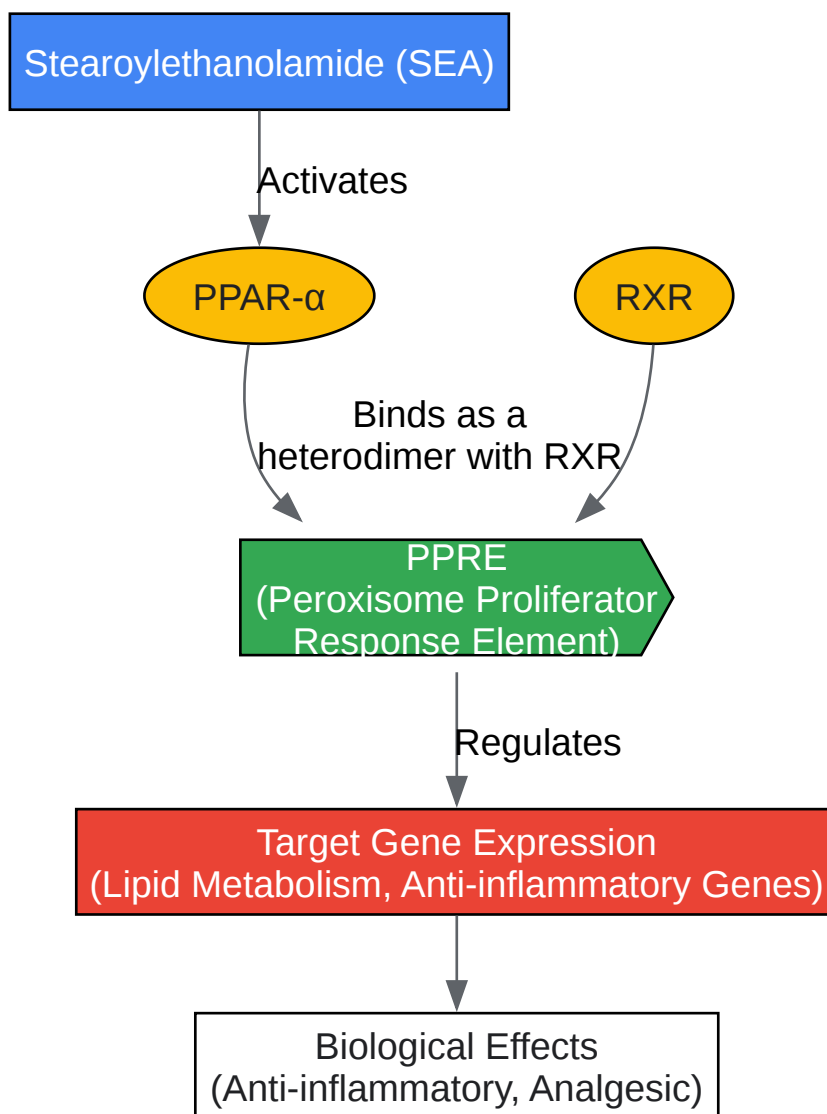 Stearoylethanolamide (SEA)
Activates
PPAR-α
RXR
Binds as a
heterodimer with RXR
PPRE
(Peroxisome Proliferator
Response Element)
Regulates
Target Gene Expression
(Lipid Metabolism, Anti-inflammatory Genes)
Biological Effects
(Anti-inflammatory, Analgesic)